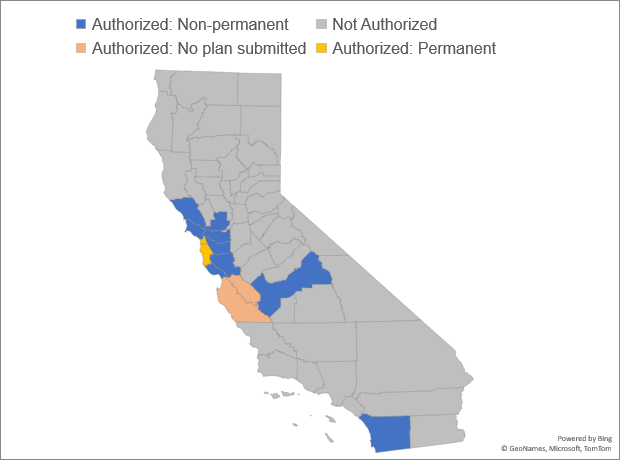 Authorized: Non-permanent Not Authorized
Authorized: No plan submitted Authorized: Permanent
Powered by Bing
© GeoNames, Microsoft, TomTom